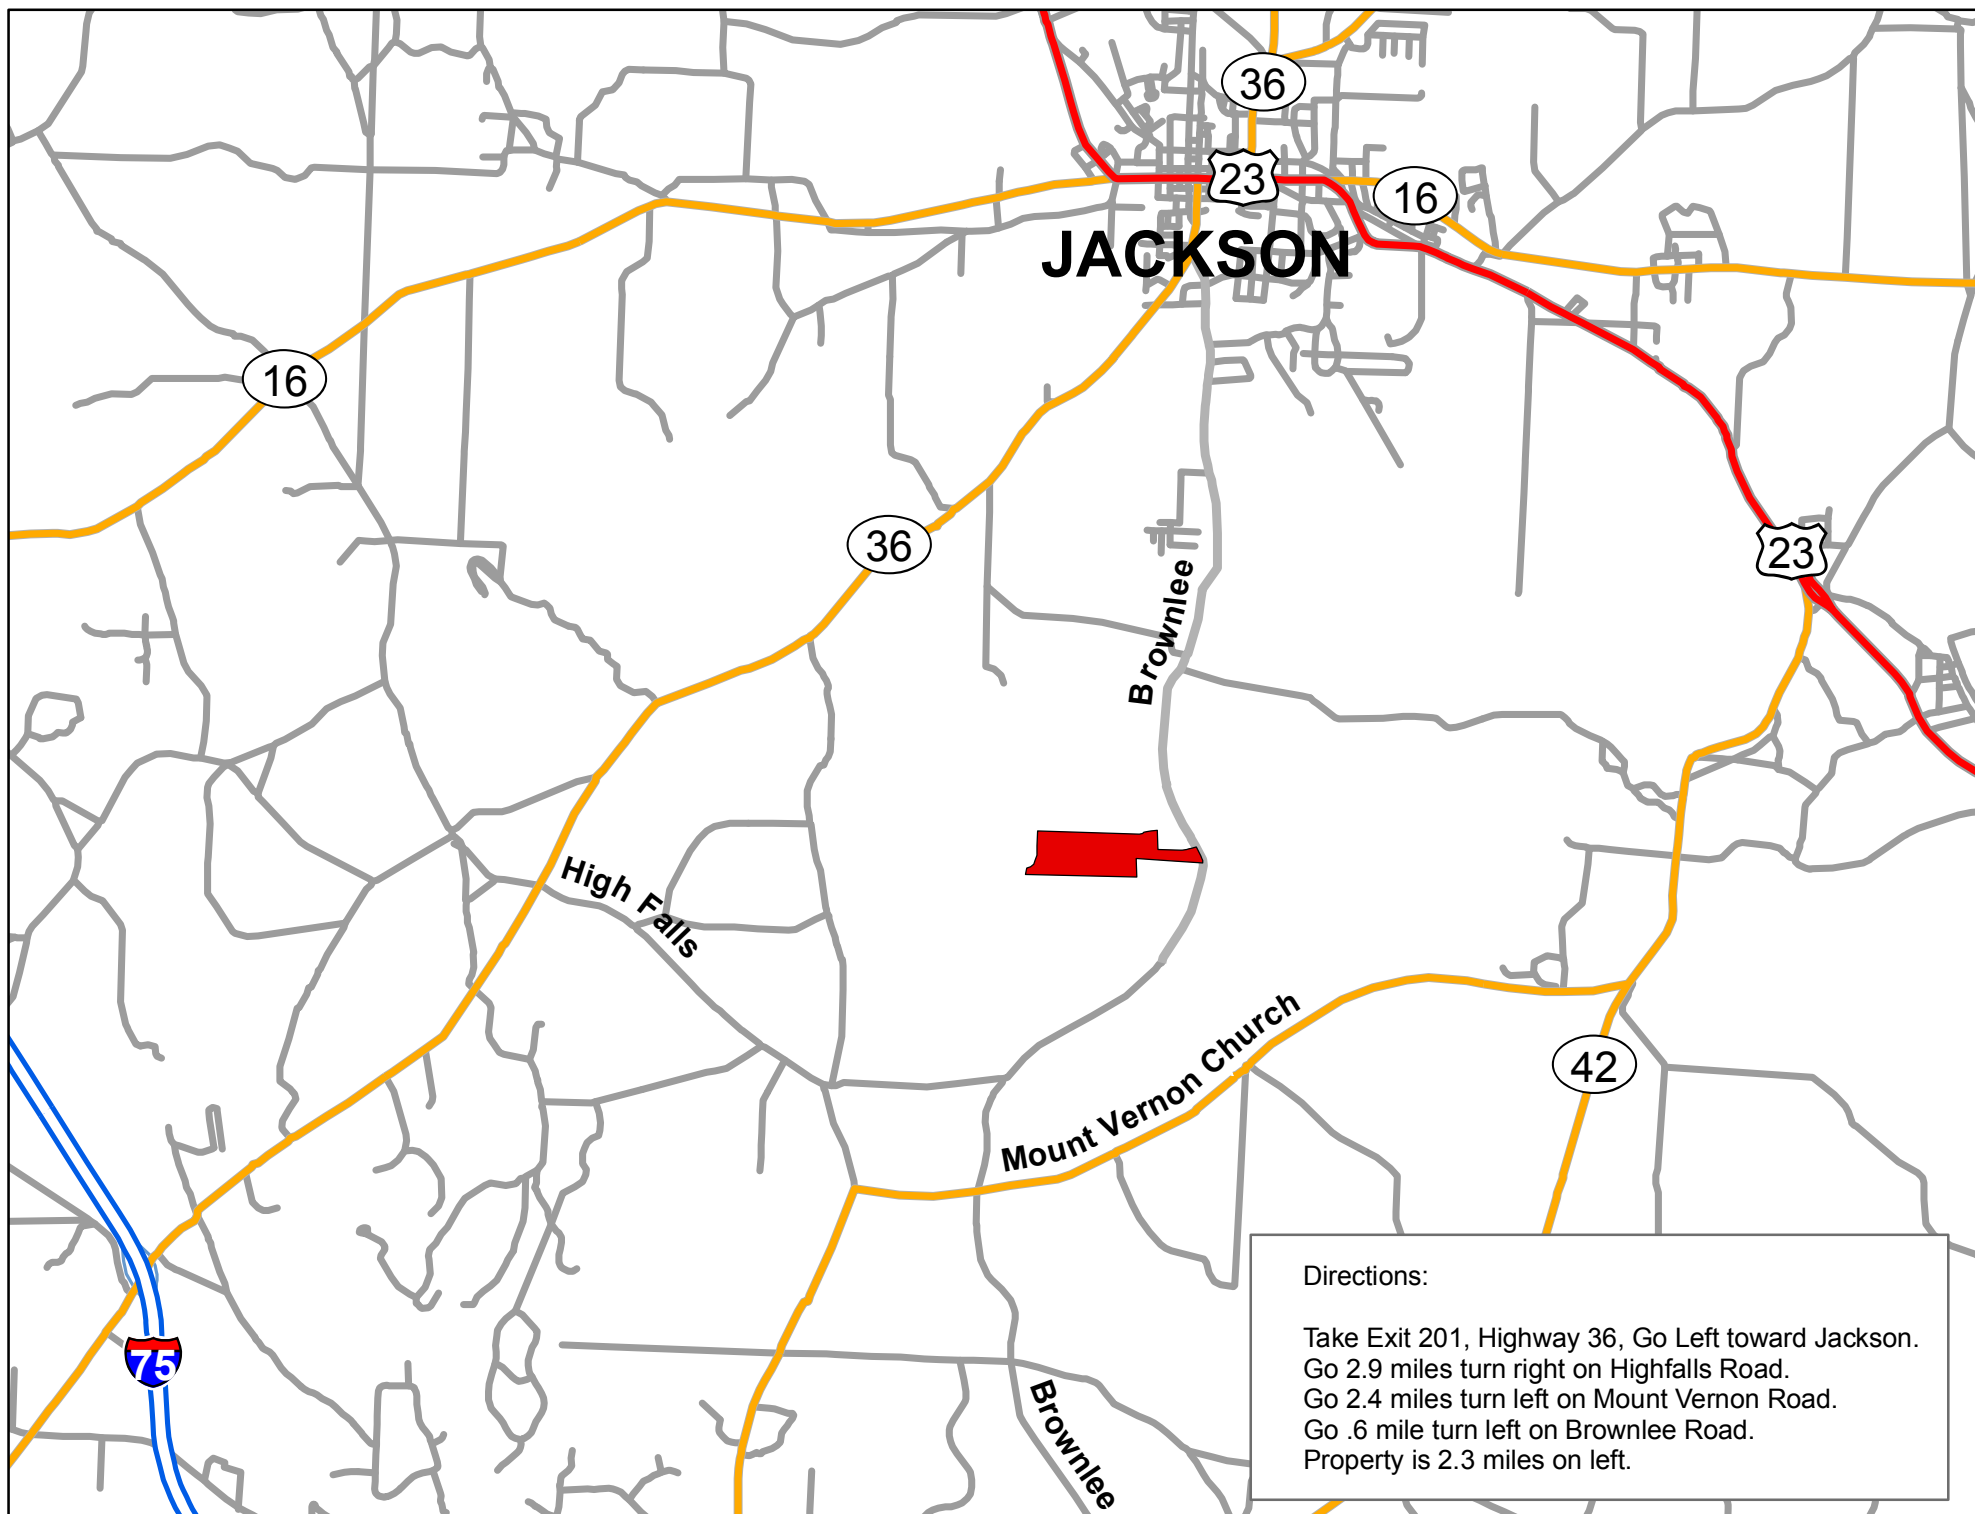 36
23
16
JACKSON
16
36
23
Brownlee
High Falls
Mount Vernon Church
42
75
Brownlee
Directions:
Take Exit 201, Highway 36, Go Left toward Jackson.
Go 2.9 miles turn right on Highfalls Road.
Go 2.4 miles turn left on Mount Vernon Road.
Go .6 mile turn left on Brownlee Road.
Property is 2.3 miles on left.